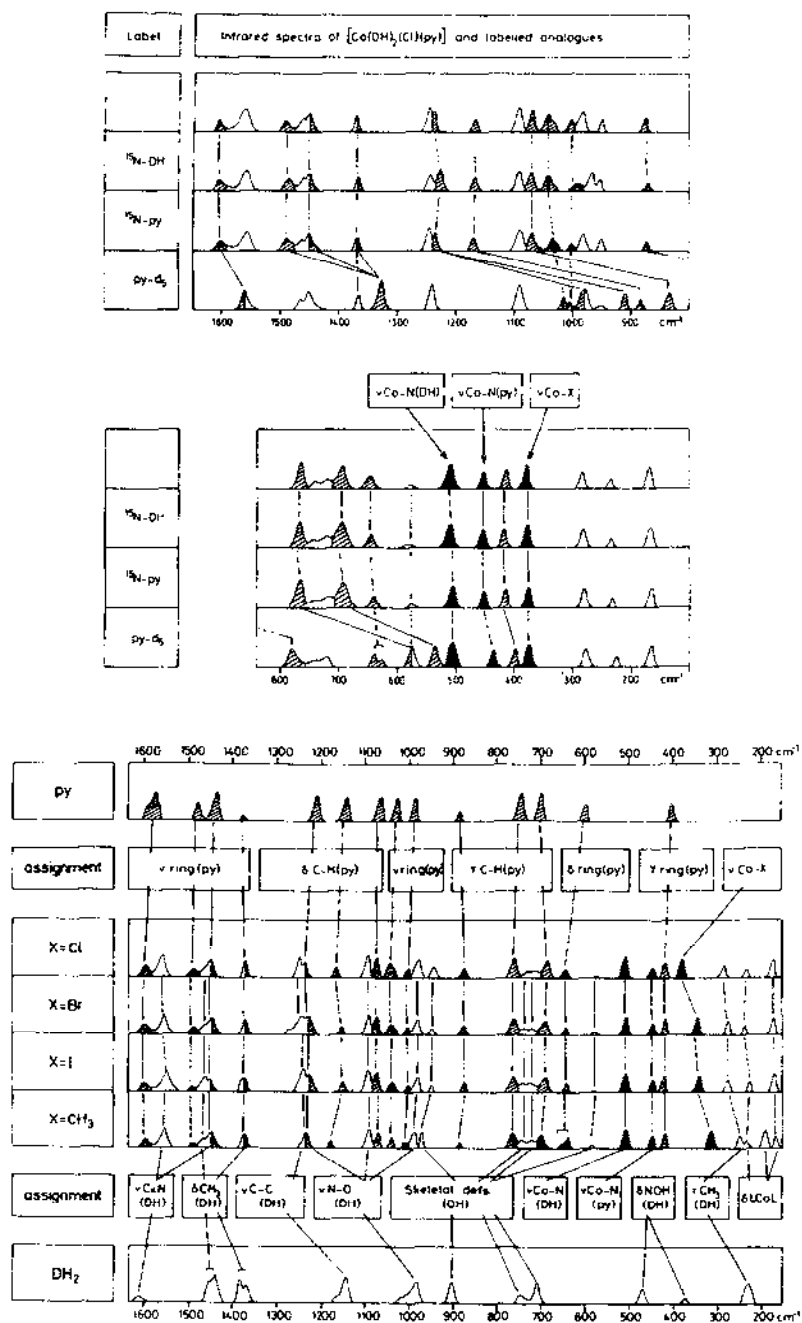 Label
Infrared spectra of [Co(DH)₂(Cl)(py)] and labelled analogues
¹⁵N-DH
¹⁵N-py
py-d₅
1600 1500 1400 1300 1200 1100 1000 900 cm⁻¹
νCo-N(DH)
νCo-N(py)
νCo-X
¹⁵N-DH
¹⁵N-py
py-d₅
800 700 600 500 400 300 200 cm⁻¹
1600 1500 1400 1300 1200 1100 1000 900 800 700 600 500 400 300 200 cm⁻¹
py
assignment
ν ring(py)
δ C-H(py)
ν ring(py)
γ C-H(py)
δ ring(py)
γ ring(py)
ν Co-X
X=Cl
X=Br
X=I
X=CH₃
assignment
νC=N (DH)
δCH₃ (DH)
νC-C (DH)
νN-O (DH)
Skeletal defs. (DH)
νCo-N (DH)
νCo-N (py)
δNOH (DH)
τCH₃ (DH)
δLCoL
DH₂
1600 1500 1400 1300 1200 1100 1000 900 800 700 600 500 400 300 200 cm⁻¹